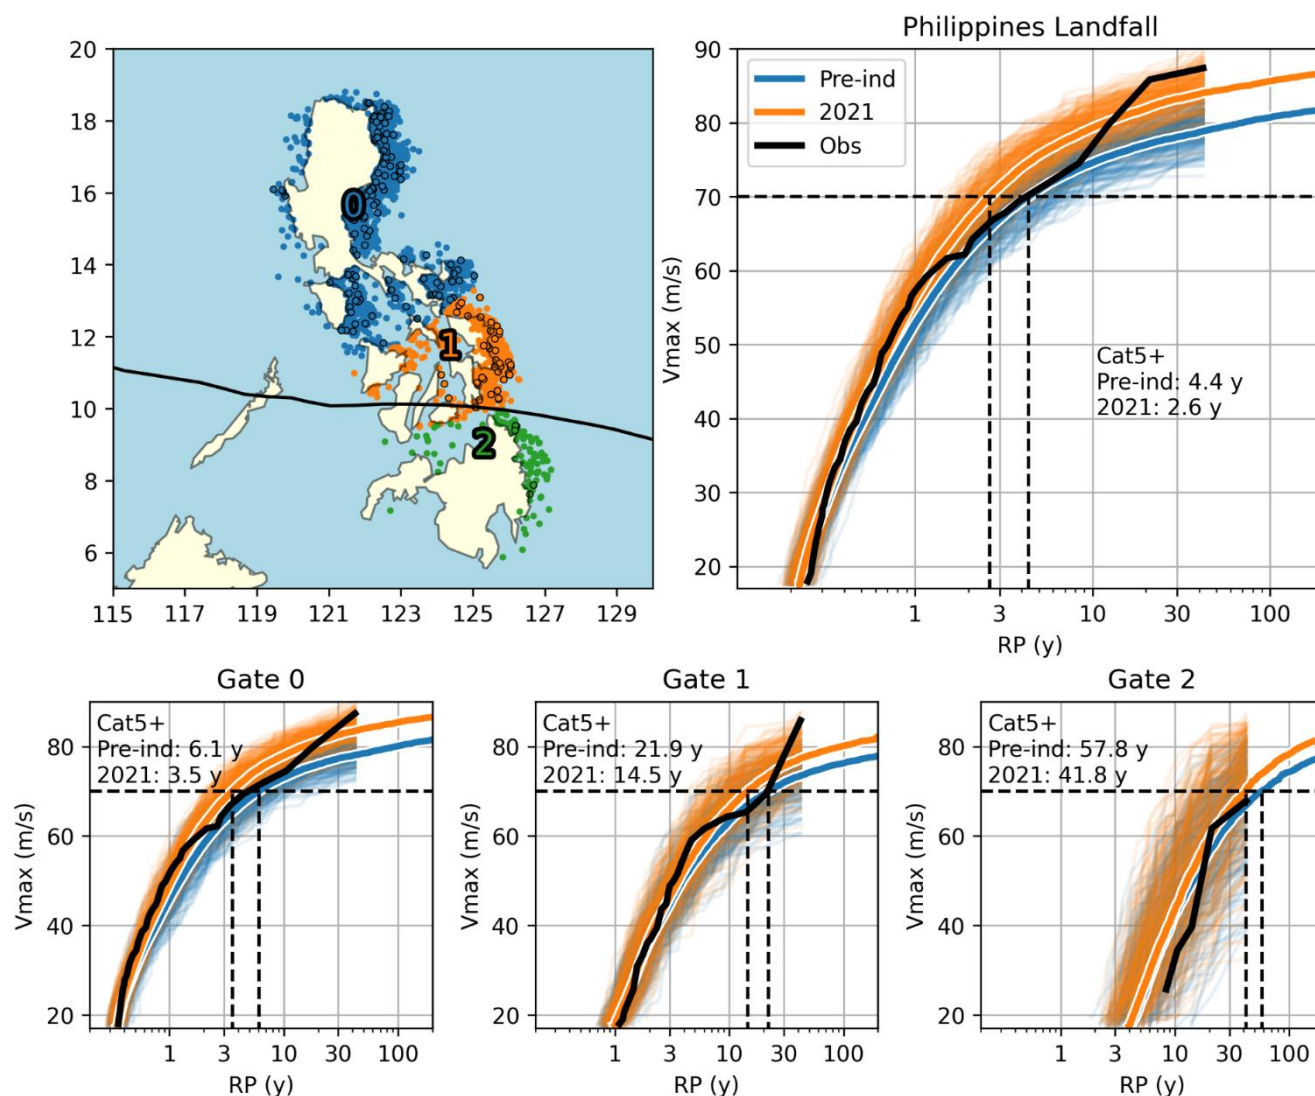 Philippines Landfall
20
18
16
14
12
10
8
6
115
117
119
121
123
125
127
129
0
1
2
90
80
70
60
50
40
30
20
Vmax (m/s)
Pre-ind
2021
Obs
Cat5+
Pre-ind: 4.4 y
2021: 2.6 y
1
3
10
30
100
RP (y)
Gate 0
Cat5+
Pre-ind: 6.1 y
2021: 3.5 y
80
60
40
20
Vmax (m/s)
1
3
10
30
100
RP (y)
Gate 1
Cat5+
Pre-ind: 21.9 y
2021: 14.5 y
80
60
40
20
Vmax (m/s)
1
3
10
30
100
RP (y)
Gate 2
Cat5+
Pre-ind: 57.8 y
2021: 41.8 y
80
60
40
20
Vmax (m/s)
1
3
10
30
100
RP (y)